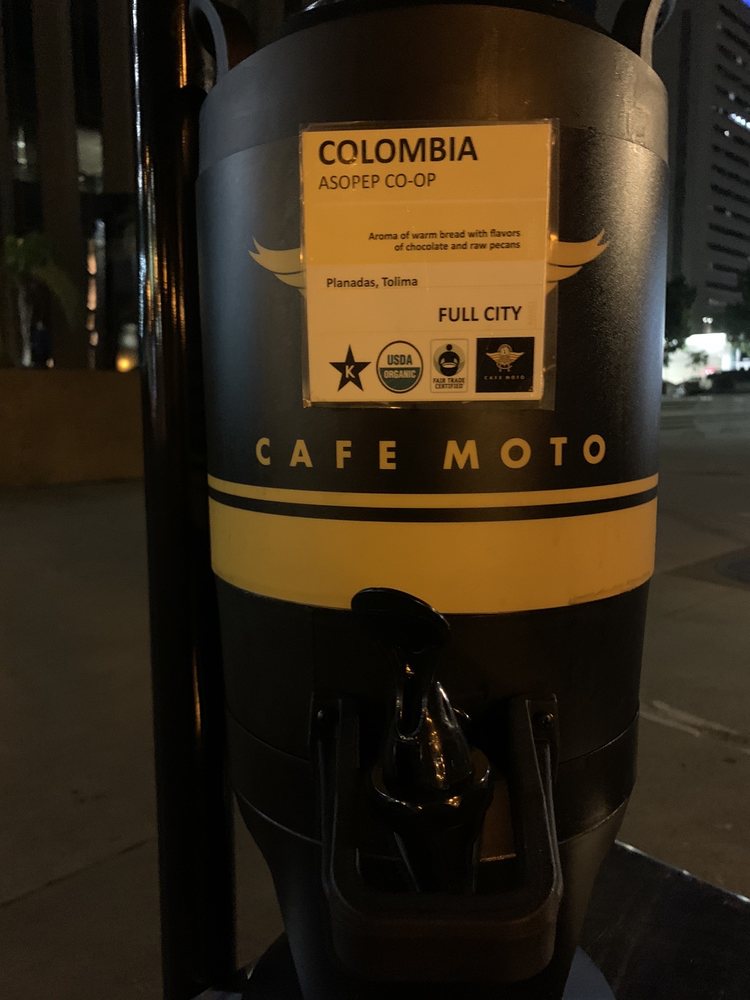 COLOMBIA
ASOPEP CO-OP
Aroma of warm bread with flavors
of chocolate and raw pecans
Planadas, Tolima
FULL CITY
K
USDA
ORGANIC
FAIR TRADE
CERTIFIED
CAFE MOTO
CAFE MOTO